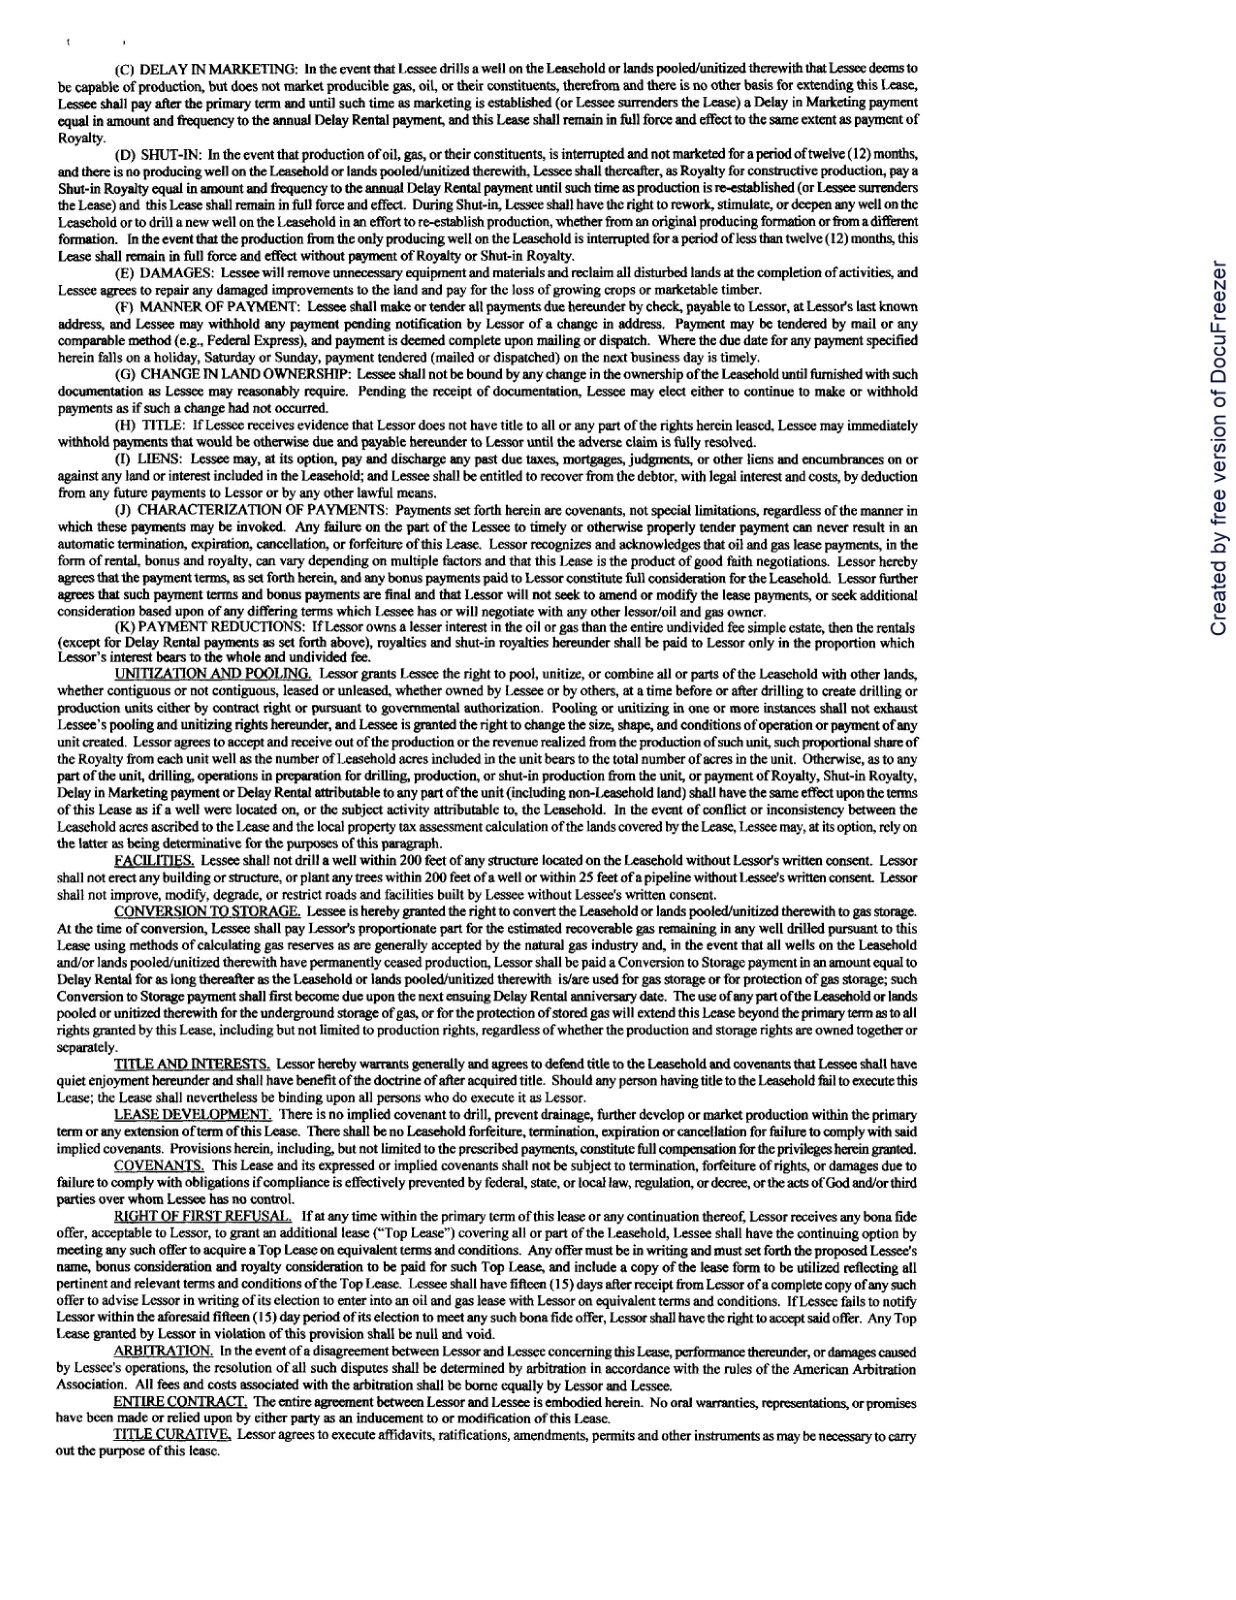 (C) DELAY IN MARKETING: In the event that Lessee drills a well on the Leasehold or lands pooled/unitized therewith that Lessee deems to
be capable of production, but does not market producible gas, oil, or their constituents, therefrom and there is no other basis for extending this Lease,
Lessee shall pay after the primary term and until such time as marketing is established (or Lessee surrenders the Lease) a Delay in Marketing payment
equal in amount and frequency to the annual Delay Rental payment, and this Lease shall remain in full force and effect to the same extent as payment of
Royalty.
(D) SHUT-IN: In the event that production of oil, gas, or their constituents, is interrupted and not marketed for a period of twelve (12) months,
and there is no producing well on the Leasehold or lands pooled/unitized therewith, Lessee shall thereafter, as Royalty for constructive production, pay a
Shut-in Royalty equal in amount and frequency to the annual Delay Rental payment until such time as production is re-established (or Lessee surrenders
the Lease) and this Lease shall remain in full force and effect. During Shut-in, Lessee shall have the right to rework, stimulate, or deepen any well on the
Leasehold or to drill a new well on the Leasehold in an effort to re-establish production, whether from an original producing formation or from a different
formation. In the event that the production from the only producing well on the Leasehold is interrupted for a period of less than twelve (12) months, this
Lease shall remain in full force and effect without payment of Royalty or Shut-in Royalty.
(E) DAMAGES: Lessee will remove unnecessary equipment and materials and reclaim all disturbed lands at the completion of activities, and
Lessee agrees to repair any damaged improvements to the land and pay for the loss of growing crops or marketable timber.
(F) MANNER OF PAYMENT: Lessee shall make or tender all payments due hereunder by check, payable to Lessor, at Lessor's last known
address, and Lessee may withhold any payment pending notification by Lessor of a change in address. Payment may be tendered by mail or any
comparable method (e.g., Federal Express), and payment is deemed complete upon mailing or dispatch. Where the due date for any payment specified
herein falls on a holiday, Saturday or Sunday, payment tendered (mailed or dispatched) on the next business day is timely.
(G) CHANGE IN LAND OWNERSHIP: Lessee shall not be bound by any change in the ownership of the Leasehold until furnished with such
documentation as Lessee may reasonably require. Pending the receipt of documentation, Lessee may elect either to continue to make or withhold
payments as if such a change had not occurred.
(H) TITLE: If Lessee receives evidence that Lessor does not have title to all or any part of the rights herein leased, Lessee may immediately
withhold payments that would be otherwise due and payable hereunder to Lessor until the adverse claim is fully resolved.
(I) LIENS: Lessee may, at its option, pay and discharge any past due taxes, mortgages, judgments, or other liens and encumbrances on or
against any land or interest included in the Leasehold; and Lessee shall be entitled to recover from the debtor, with legal interest and costs, by deduction
from any future payments to Lessor or by any other lawful means.
(J) CHARACTERIZATION OF PAYMENTS: Payments set forth herein are covenants, not special limitations, regardless of the manner in
which these payments may be invoked. Any failure on the part of the Lessee to timely or otherwise properly tender payment can never result in an
automatic termination, expiration, cancellation, or forfeiture of this Lease. Lessor recognizes and acknowledges that oil and gas lease payments, in the
form of rental, bonus and royalty, can vary depending on multiple factors and that this Lease is the product of good faith negotiations. Lessor hereby
agrees that the payment terms, as set forth herein, and any bonus payments paid to Lessor constitute full consideration for the Leasehold. Lessor further
agrees that such payment terms and bonus payments are final and that Lessor will not seek to amend or modify the lease payments, or seek additional
consideration based upon of any differing terms which Lessee has or will negotiate with any other lessor/oil and gas owner.
(K) PAYMENT REDUCTIONS: If Lessor owns a lesser interest in the oil or gas than the entire undivided fee simple estate, then the rentals
(except for Delay Rental payments as set forth above), royalties and shut-in royalties hereunder shall be paid to Lessor only in the proportion which
Lessor's interest bears to the whole and undivided fee.
UNITIZATION AND POOLING. Lessor grants Lessee the right to pool, unitize, or combine all or parts of the Leasehold with other lands,
whether contiguous or not contiguous, leased or unleased, whether owned by Lessee or by others, at a time before or after drilling to create drilling or
production units either by contract right or pursuant to governmental authorization. Pooling or unitizing in one or more instances shall not exhaust
Lessee's pooling and unitizing rights hereunder, and Lessee is granted the right to change the size, shape, and conditions of operation or payment of any
unit created. Lessor agrees to accept and receive out of the production or the revenue realized from the production of such unit, such proportional share of
the Royalty from each unit well as the number of Leasehold acres included in the unit bears to the total number of acres in the unit. Otherwise, as to any
part of the unit, drilling, operations in preparation for drilling, production, or shut-in production from the unit, or payment of Royalty, Shut-in Royalty,
Delay in Marketing payment or Delay Rental attributable to any part of the unit (including non-Leasehold land) shall have the same effect upon the terms
of this Lease as if a well were located on, or the subject activity attributable to, the Leasehold. In the event of conflict or inconsistency between the
Leasehold acres ascribed to the Lease and the local property tax assessment calculation of the lands covered by the Lease, Lessee may, at its option, rely on
the latter as being determinative for the purposes of this paragraph.
FACILITIES. Lessee shall not drill a well within 200 feet of any structure located on the Leasehold without Lessor's written consent. Lessor
shall not erect any building or structure, or plant any trees within 200 feet of a well or within 25 feet of a pipeline without Lessee's written consent. Lessor
shall not improve, modify, degrade, or restrict roads and facilities built by Lessee without Lessee's written consent.
CONVERSION TO STORAGE. Lessee is hereby granted the right to convert the Leasehold or lands pooled/unitized therewith to gas storage.
At the time of conversion, Lessee shall pay Lessor's proportionate part for the estimated recoverable gas remaining in any well drilled pursuant to this
Lease using methods of calculating gas reserves as are generally accepted by the natural gas industry and, in the event that all wells on the Leasehold
and/or lands pooled/unitized therewith have permanently ceased production, Lessor shall be paid a Conversion to Storage payment in an amount equal to
Delay Rental for as long thereafter as the Leasehold or lands pooled/unitized therewith is/are used for gas storage or for protection of gas storage; such
Conversion to Storage payment shall first become due upon the next ensuing Delay Rental anniversary date. The use of any part of the Leasehold or lands
pooled or unitized therewith for the underground storage of gas, or for the protection of stored gas will extend this Lease beyond the primary term as to all
rights granted by this Lease, including but not limited to production rights, regardless of whether the production and storage rights are owned together or
separately.
TITLE AND INTERESTS. Lessor hereby warrants generally and agrees to defend title to the Leasehold and covenants that Lessee shall have
quiet enjoyment hereunder and shall have benefit of the doctrine of after acquired title. Should any person having title to the Leasehold fail to execute this
Lease; the Lease shall nevertheless be binding upon all persons who do execute it as Lessor.
LEASE DEVELOPMENT. There is no implied covenant to drill, prevent drainage, further develop or market production within the primary
term or any extension of term of this Lease. There shall be no Leasehold forfeiture, termination, expiration or cancellation for failure to comply with said
implied covenants. Provisions herein, including, but not limited to the prescribed payments, constitute full compensation for the privileges herein granted.
COVENANTS. This Lease and its expressed or implied covenants shall not be subject to termination, forfeiture of rights, or damages due to
failure to comply with obligations if compliance is effectively prevented by federal, state, or local law, regulation, or decree, or the acts of God and/or third
parties over whom Lessee has no control.
RIGHT OF FIRST REFUSAL. If at any time within the primary term of this lease or any continuation thereof, Lessor receives any bona fide
offer, acceptable to Lessor, to grant an additional lease ("Top Lease") covering all or part of the Leasehold, Lessee shall have the continuing option by
meeting any such offer to acquire a Top Lease on equivalent terms and conditions. Any offer must be in writing and must set forth the proposed Lessee's
name, bonus consideration and royalty consideration to be paid for such Top Lease, and include a copy of the lease form to be utilized reflecting all
pertinent and relevant terms and conditions of the Top Lease. Lessee shall have fifteen (15) days after receipt from Lessor of a complete copy of any such
offer to advise Lessor in writing of its election to enter into an oil and gas lease with Lessor on equivalent terms and conditions. If Lessee fails to notify
Lessor within the aforesaid fifteen (15) day period of its election to meet any such bona fide offer, Lessor shall have the right to accept said offer. Any Top
Lease granted by Lessor in violation of this provision shall be null and void.
ARBITRATION. In the event of a disagreement between Lessor and Lessee concerning this Lease, performance thereunder, or damages caused
by Lessee's operations, the resolution of all such disputes shall be determined by arbitration in accordance with the rules of the American Arbitration
Association. All fees and costs associated with the arbitration shall be borne equally by Lessor and Lessee.
ENTIRE CONTRACT. The entire agreement between Lessor and Lessee is embodied herein. No oral warranties, representations, or promises
have been made or relied upon by either party as an inducement to or modification of this Lease.
TITLE CURATIVE. Lessor agrees to execute affidavits, ratifications, amendments, permits and other instruments as may be necessary to carry
out the purpose of this lease.
Created by free version of DocuFreezer